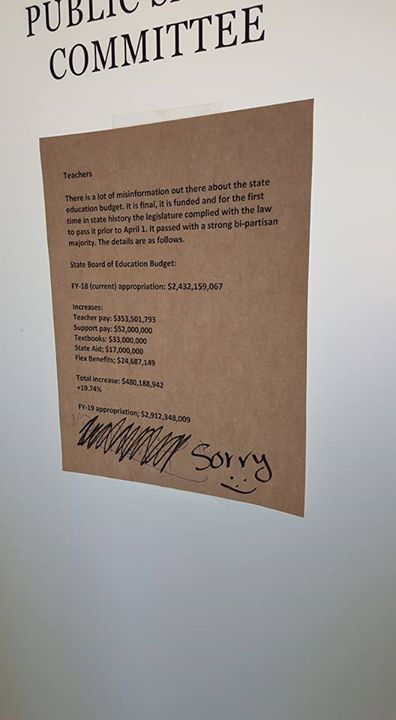 PUBLIC
COMMITTEE
Teachers
There is a lot of misinformation out there about the state
education budget. It is final, it is funded and for the first
time in state history the legislature complied with the law
to pass it prior to April 1. It passed with a strong bi-partisan
majority. The details are as follows.
State Board of Education Budget:
FY-18 (current) appropriation: $2,432,159,067
Increases:
Teacher pay: $353,501,793
Support pay: $52,000,000
Textbooks: $33,000,000
State Aid; $17,000,000
Flex Benefits; $24,687,149
Total increase: $480,188,942
+19.74%
FY-19 appropriation; $2,912,348,009
Sorry